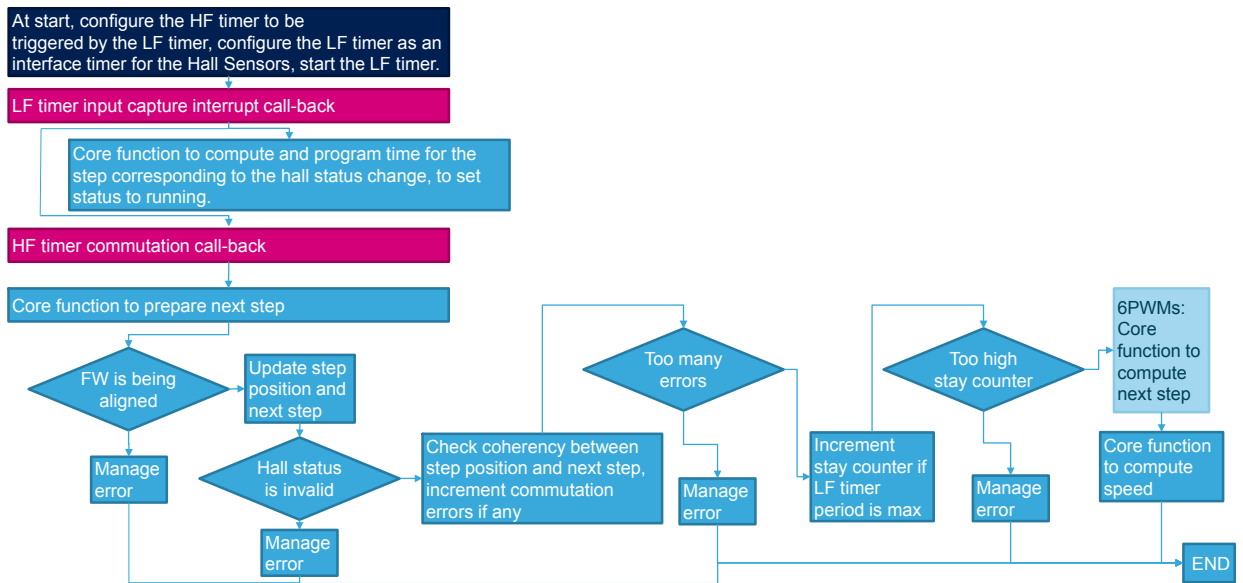 At start, configure the HF timer to be
triggered by the LF timer, configure the LF timer as an
interface timer for the Hall Sensors, start the LF timer.
LF timer input capture interrupt call-back
Core function to compute and program time for the
step corresponding to the hall status change, to set
status to running.
HF timer commutation call-back
Core function to prepare next step
FW is being
aligned
Manage
error
Update step
position and
next step
Hall status
is invalid
Manage
error
Check coherency between
step position and next step,
increment commutation
errors if any
Too many
errors
Manage
error
Increment
stay counter if
LF timer
period is max
Too high
stay counter
Manage
error
6PWMs:
Core
function to
compute
next step
Core function
to compute
speed
END